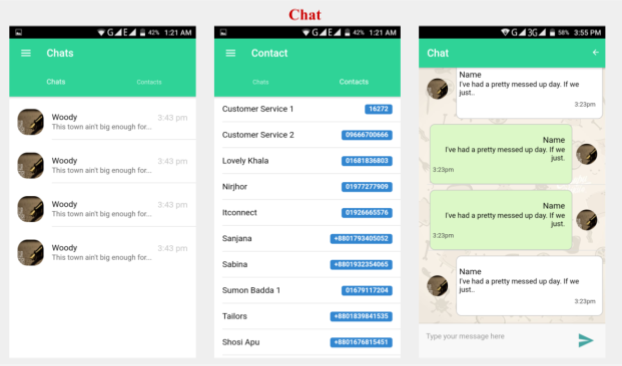 Chat
G E 42% 1:21 AM
Chats
Chats Contacts
Woody 3:43 pm
This town ain't big enough for...
Woody 3:43 pm
This town ain't big enough for...
Woody 3:43 pm
This town ain't big enough for...
Woody 3:43 pm
This town ain't big enough for...
G E 42% 1:21 AM
Contact
Chats Contacts
Customer Service 1 16272
Customer Service 2 09666700666
Lovely Khala 01681836803
Nirjhor 01977277909
Itconnect 01926665576
Sanjana +8801793405052
Sabina +8801932354065
Sumon Badda 1 01679117204
Tailors +8801839841535
Shosi Apu +8801676815451
G 3G 58% 3:55 PM
Chat
Name
I've had a pretty messed up day. If we
just..
3:23pm
Name
I've had a pretty messed up day. If we
just.
3:23pm
Name
I've had a pretty messed up day. If we
just.
3:23pm
Name
I've had a pretty messed up day. If we
just..
3:23pm
Type your message here